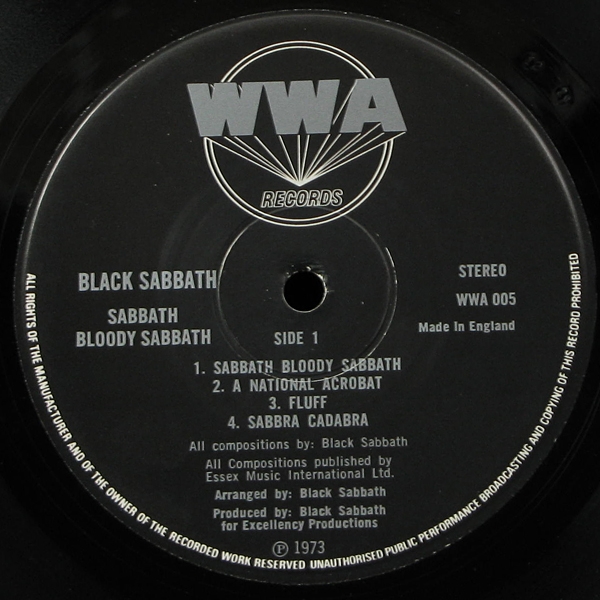 WWA
RECORDS
BLACK SABBATH
SABBATH
BLOODY SABBATH
STEREO
WWA 005
Made In England
SIDE 1
1. SABBATH BLOODY SABBATH
2. A NATIONAL ACROBAT
3. FLUFF
4. SABBRA CADABRA
All compositions by: Black Sabbath
All Compositions published by
Essex Music International Ltd.
Arranged by: Black Sabbath
Produced by: Black Sabbath
for Excellency Productions
Ⓟ 1973
ALL RIGHTS OF THE MANUFACTURER AND OF THE OWNER OF THE RECORDED WORK RESERVED UNAUTHORISED PUBLIC PERFORMANCE BROADCASTING AND COPYING OF THIS RECORD PROHIBITED